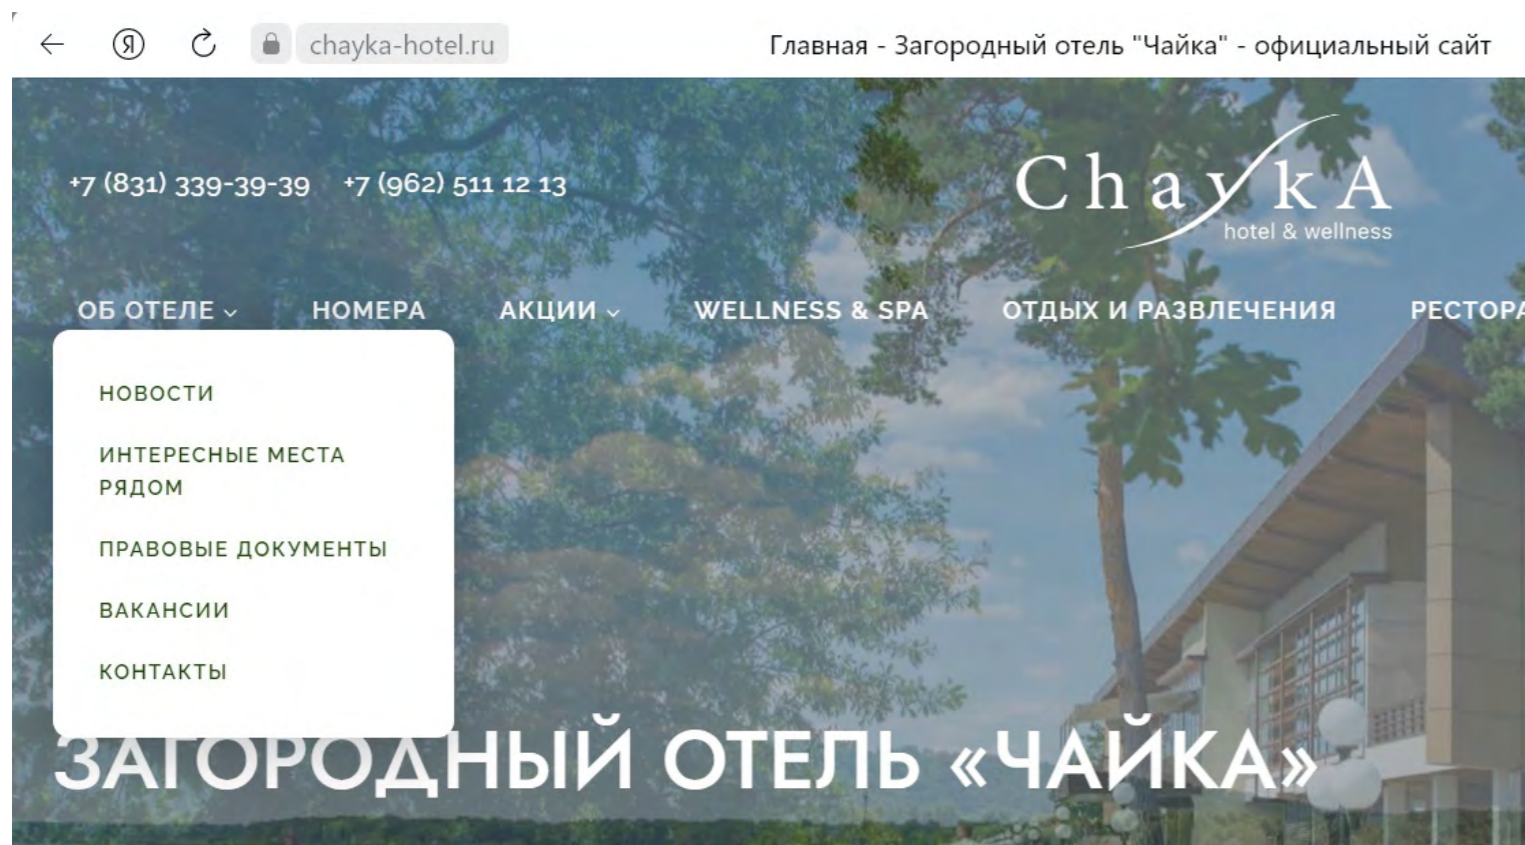 chayka-hotel.ru
Главная - Загородный отель "Чайка" - официальный сайт
+7 (831) 339-39-39 +7 (962) 511 12 13
ChaykA
hotel & wellness
ОБ ОТЕЛЕ НОМЕРА АКЦИИ WELLNESS & SPA ОТДЫХ И РАЗВЛЕЧЕНИЯ РЕСТОРА
НОВОСТИ
ИНТЕРЕСНЫЕ МЕСТА
РЯДОМ
ПРАВОВЫЕ ДОКУМЕНТЫ
ВАКАНСИИ
КОНТАКТЫ
ЗАГОРОДНЫЙ ОТЕЛЬ «ЧАЙКА»